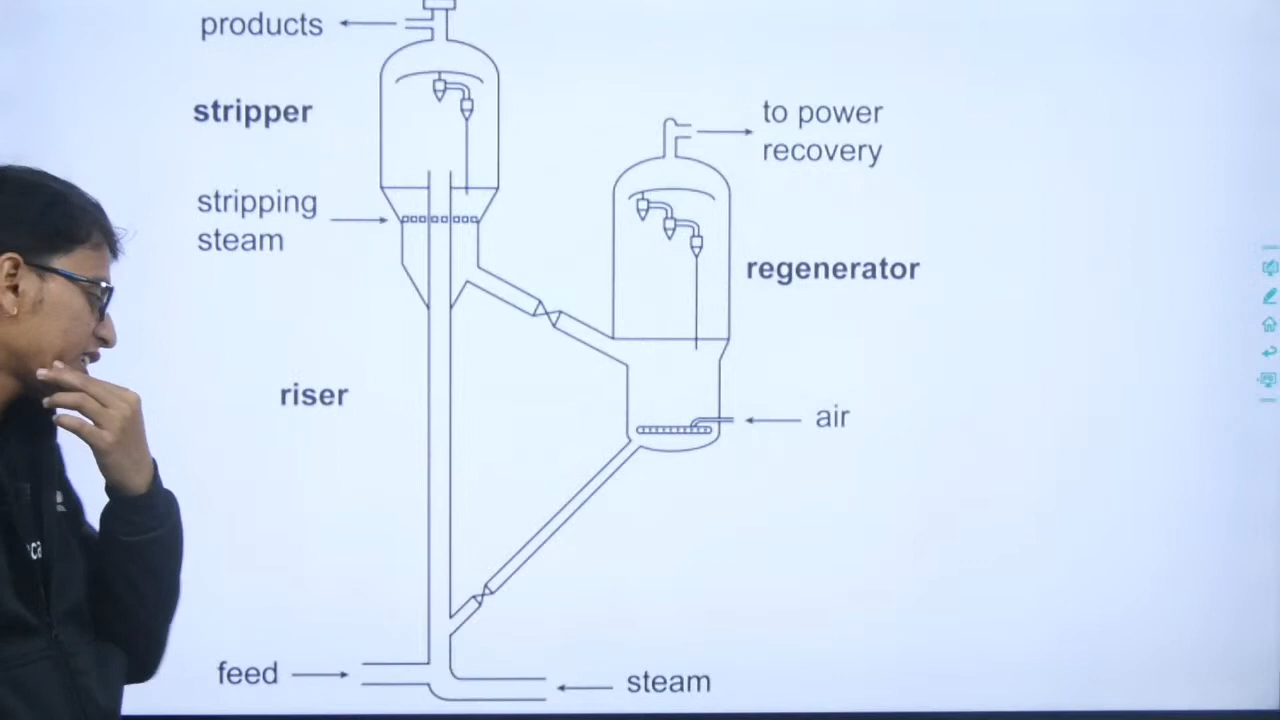 products
stripper
to power
recovery
stripping
steam
regenerator
riser
air
feed
steam